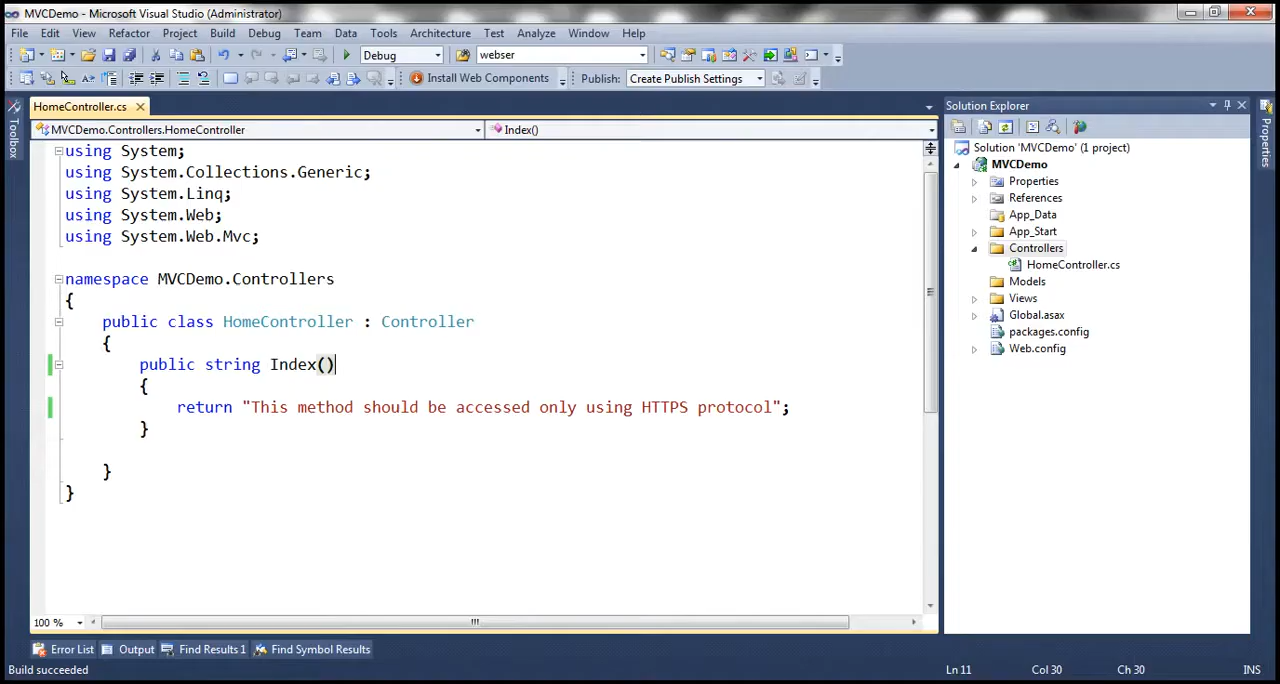 MVCDemo - Microsoft Visual Studio (Administrator)
File Edit View Refactor Project Build Debug Team Data Tools Architecture Test Analyze Window Help
Debug webser
Install Web Components Publish: Create Publish Settings
HomeController.cs
MVCDemo.Controllers.HomeController Index()
Toolbox
using System;
using System.Collections.Generic;
using System.Linq;
using System.Web;
using System.Web.Mvc;
namespace MVCDemo.Controllers
{
public class HomeController : Controller
{
public string Index()
{
return "This method should be accessed only using HTTPS protocol";
}
}
}
100 %
Solution Explorer
Solution 'MVCDemo' (1 project)
MVCDemo
Properties
References
App_Data
App_Start
Controllers
HomeController.cs
Models
Views
Global.asax
packages.config
Web.config
Properties
Error List Output Find Results 1 Find Symbol Results
Build succeeded Ln 11 Col 30 Ch 30 INS